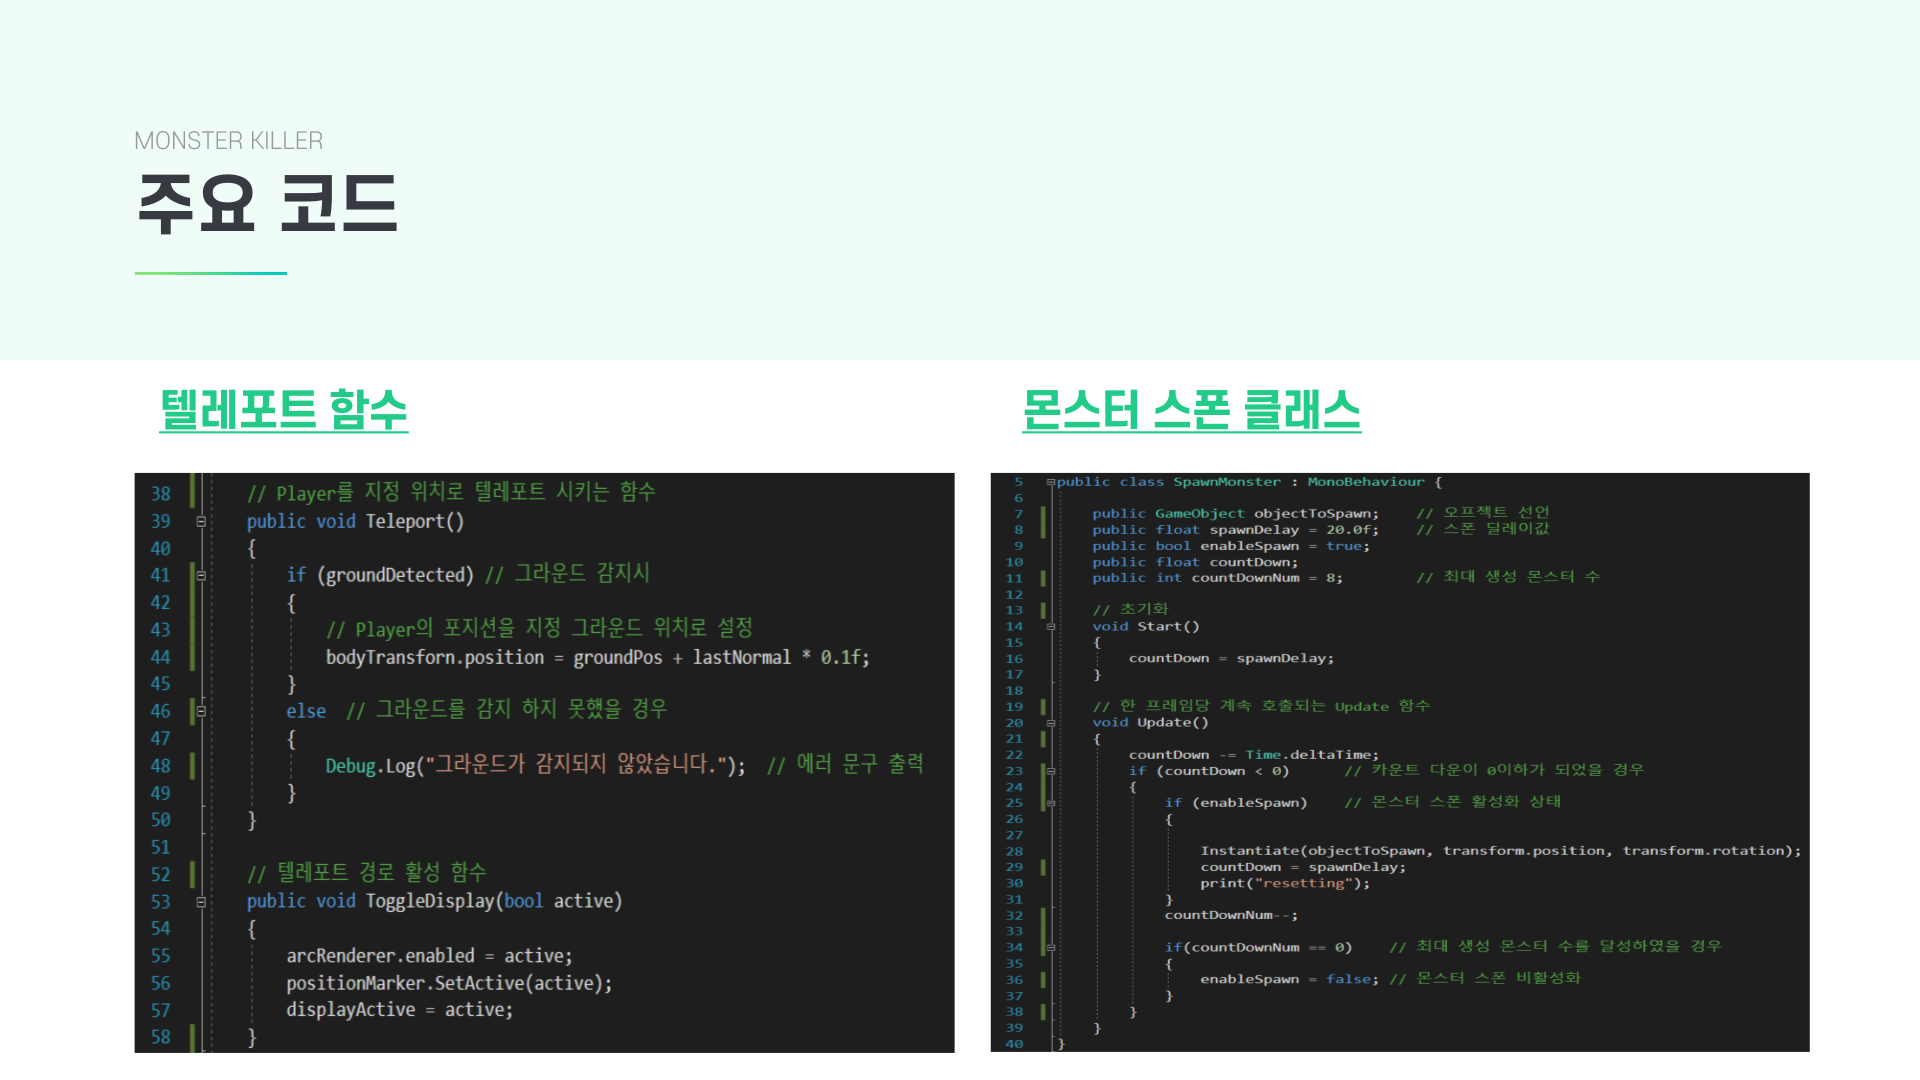 MONSTER KILLER
주요 코드
텔레포트 함수
38 // Player를 지정 위치로 텔레포트 시키는 함수
39 public void Teleport()
40 {
41 if (groundDetected) // 그라운드 감지시
42 {
43 // Player의 포지션을 지정 그라운드 위치로 설정
44 bodyTransforn.position = groundPos + lastNormal * 0.1f;
45 }
46 else // 그라운드를 감지 하지 못했을 경우
47 {
48 Debug.Log("그라운드가 감지되지 않았습니다."); // 에러 문구 출력
49 }
50 }
51
52 // 텔레포트 경로 활성 함수
53 public void ToggleDisplay(bool active)
54 {
55 arcRenderer.enabled = active;
56 positionMarker.SetActive(active);
57 displayActive = active;
58 }
몬스터 스폰 클래스
5 public class SpawnMonster : MonoBehaviour {
6
7 public GameObject objectToSpawn; // 오프젝트 선언
8 public float spawnDelay = 20.0f; // 스폰 딜레이값
9 public bool enableSpawn = true;
10 public float countDown;
11 public int countDownNum = 8; // 최대 생성 몬스터 수
12
13 // 초기화
14 void Start()
15 {
16 countDown = spawnDelay;
17 }
18
19 // 한 프레임당 계속 호출되는 Update 함수
20 void Update()
21 {
22 countDown -= Time.deltaTime;
23 if (countDown < 0) // 카운트 다운이 0이하가 되었을 경우
24 {
25 if (enableSpawn) // 몬스터 스폰 활성화 상태
26 {
27
28 Instantiate(objectToSpawn, transform.position, transform.rotation);
29 countDown = spawnDelay;
30 print("resetting");
31 }
32 countDownNum--;
33
34 if(countDownNum == 0) // 최대 생성 몬스터 수를 달성하였을 경우
35 {
36 enableSpawn = false; // 몬스터 스폰 비활성화
37 }
38 }
39 }
40 }